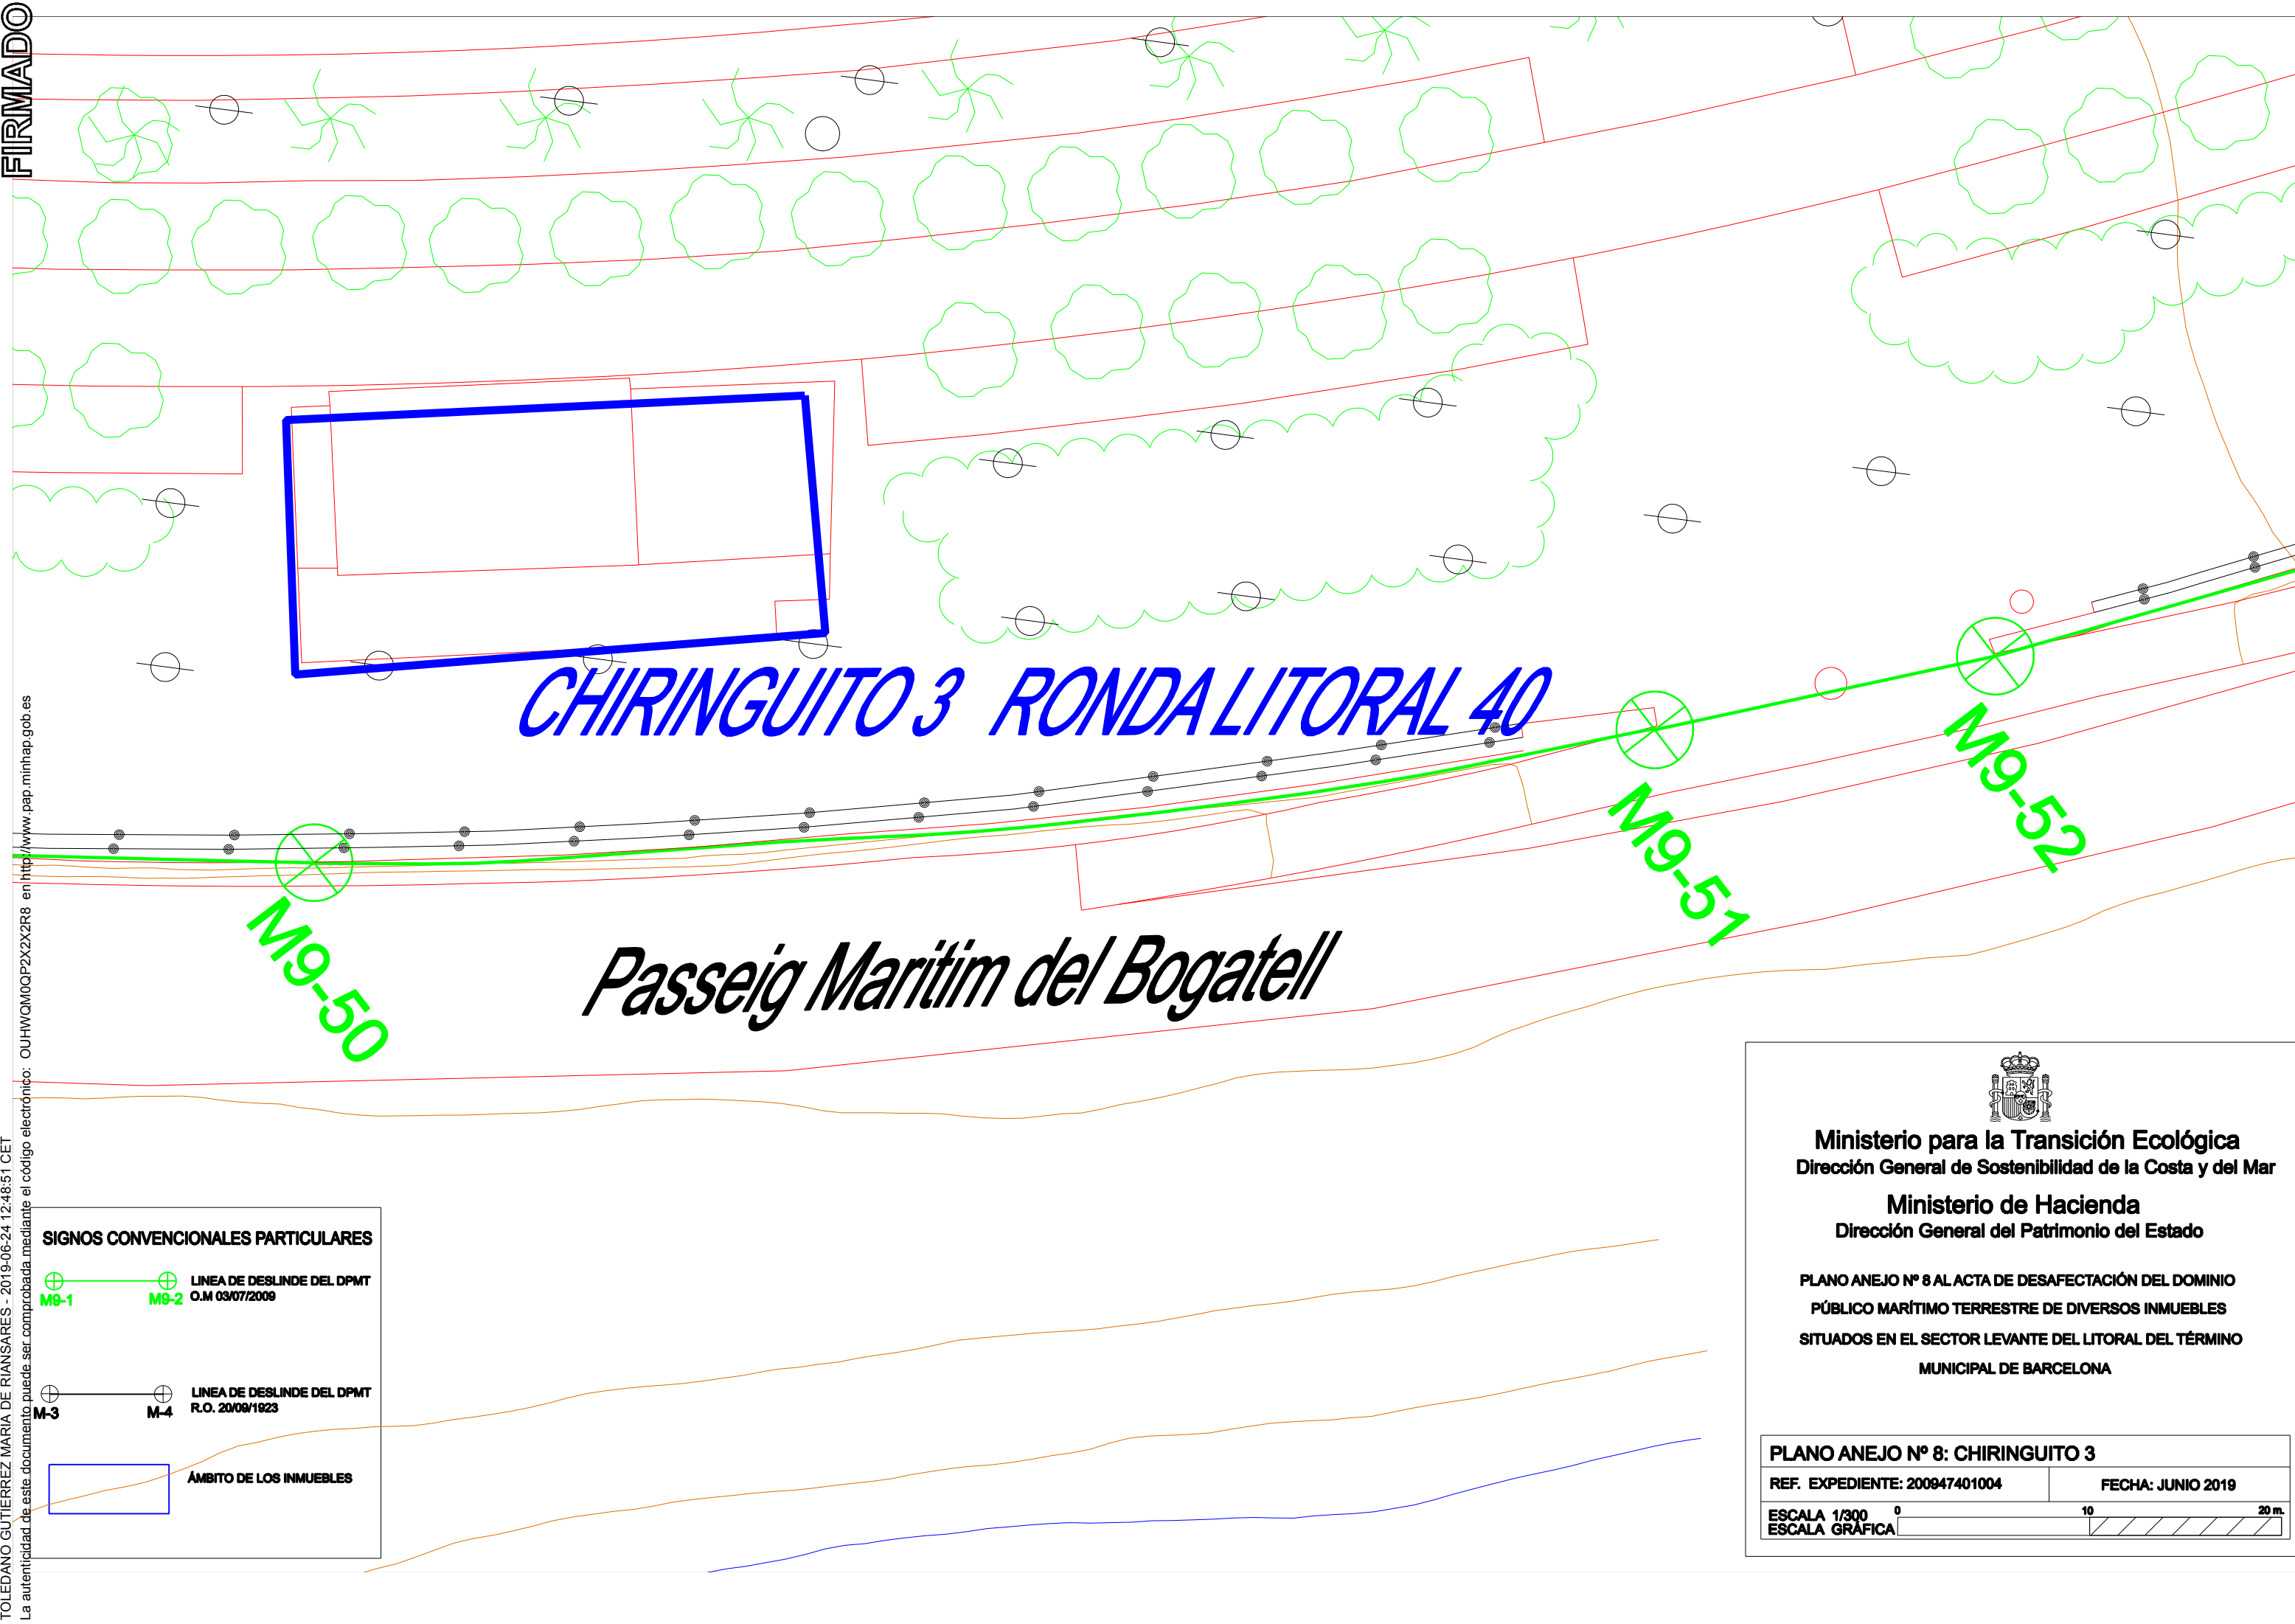 FIRMADO
TOLEDANO GUTIERREZ MARIA DE RIANSARES - 2019-06-24 12:48:51 CET
La autenticidad de este documento puede ser comprobada mediante el código electrónico: OUHWQM0QP2X2X2R8 en http://www.pap.minhap.gob.es
CHIRINGUITO 3 RONDA LITORAL 40
M9-52
M9-51
M9-50
Passeig Maritim del Bogatell
SIGNOS CONVENCIONALES PARTICULARES
M9-1 M9-2
LINEA DE DESLINDE DEL DPMT
O.M 03/07/2009
M-3 M-4
LINEA DE DESLINDE DEL DPMT
R.O. 20/09/1923
ÁMBITO DE LOS INMUEBLES
Ministerio para la Transición Ecológica
Dirección General de Sostenibilidad de la Costa y del Mar
Ministerio de Hacienda
Dirección General del Patrimonio del Estado
PLANO ANEJO Nº 8 AL ACTA DE DESAFECTACIÓN DEL DOMINIO
PÚBLICO MARÍTIMO TERRESTRE DE DIVERSOS INMUEBLES
SITUADOS EN EL SECTOR LEVANTE DEL LITORAL DEL TÉRMINO
MUNICIPAL DE BARCELONA
PLANO ANEJO Nº 8: CHIRINGUITO 3
REF. EXPEDIENTE: 200947401004 FECHA: JUNIO 2019
ESCALA 1/300
ESCALA GRÁFICA
0 10 20 m.